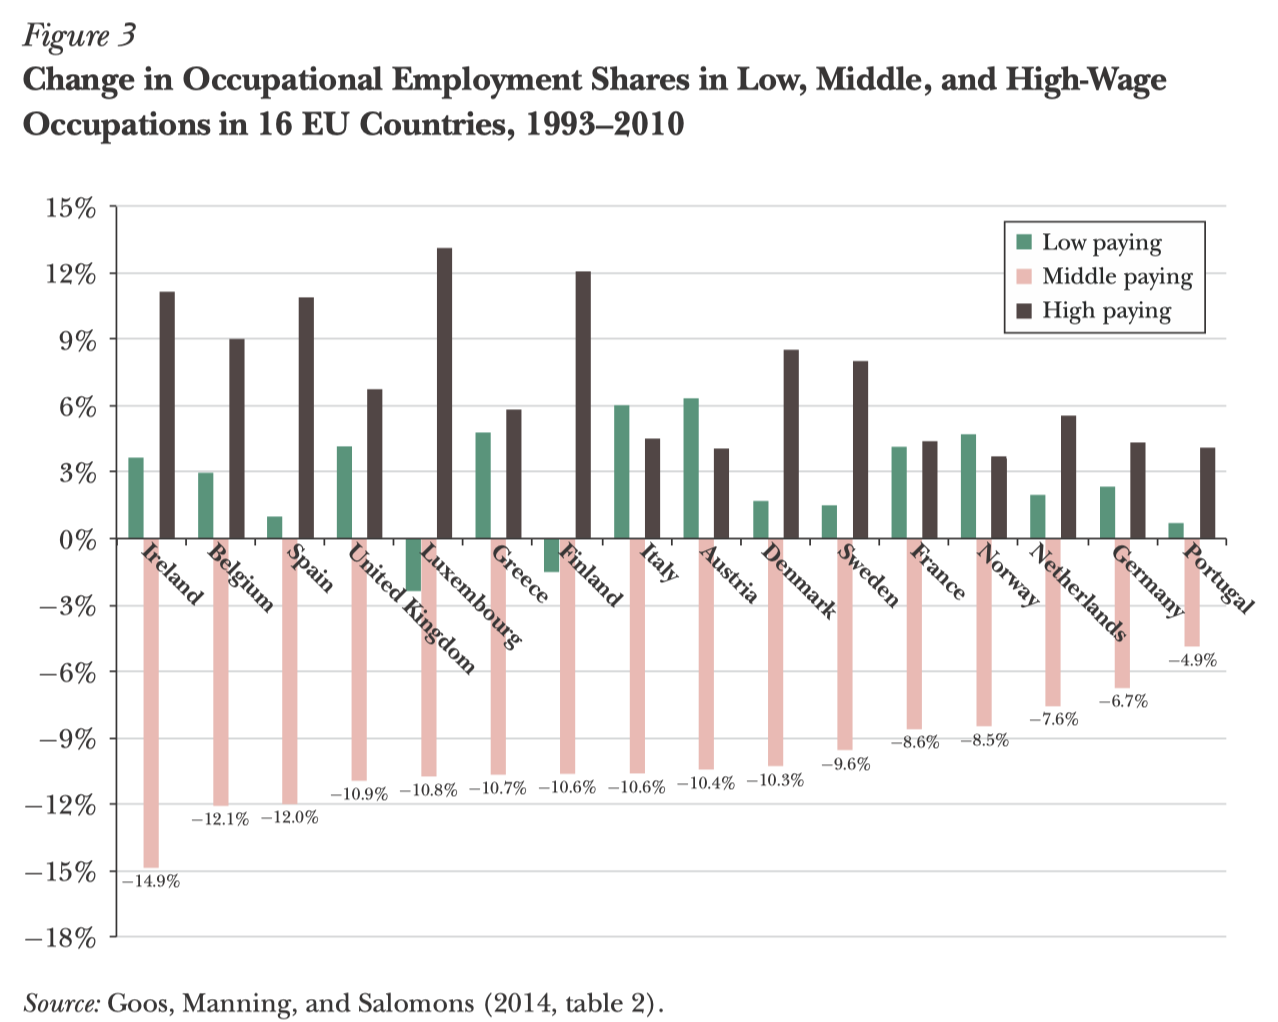 Figure 3
Change in Occupational Employment Shares in Low, Middle, and High-Wage
Occupations in 16 EU Countries, 1993–2010
15%
12%
9%
6%
3%
0%
−3%
−6%
−9%
−12%
−15%
−18%
Low paying
Middle paying
High paying
Ireland
Belgium
Spain
United Kingdom
Luxembourg
Greece
Finland
Italy
Austria
Denmark
Sweden
France
Norway
Netherlands
Germany
Portugal
−14.9%
−12.1%
−12.0%
−10.9%
−10.8%
−10.7%
−10.6%
−10.6%
−10.4%
−10.3%
−9.6%
−8.6%
−8.5%
−7.6%
−6.7%
−4.9%
Source: Goos, Manning, and Salomons (2014, table 2).